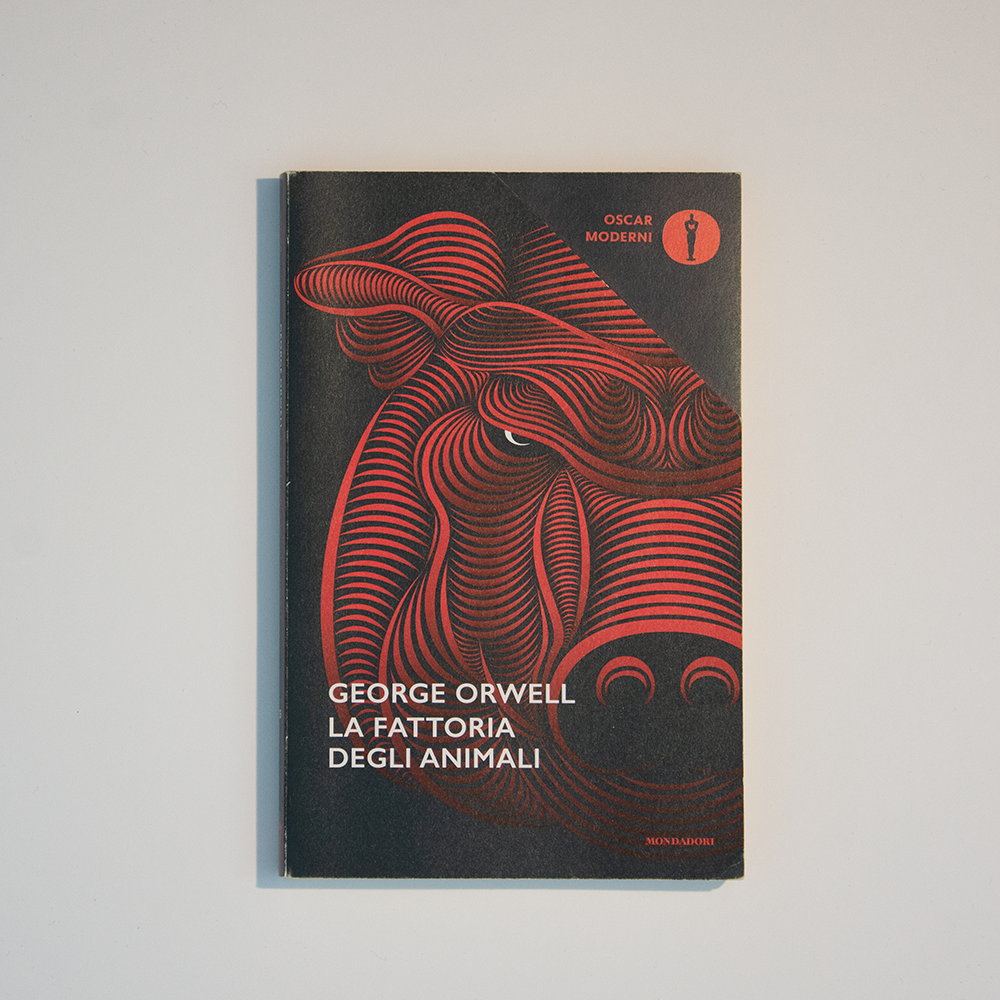 OSCAR
MODERNI
GEORGE ORWELL
LA FATTORIA
DEGLI ANIMALI
MONDADORI